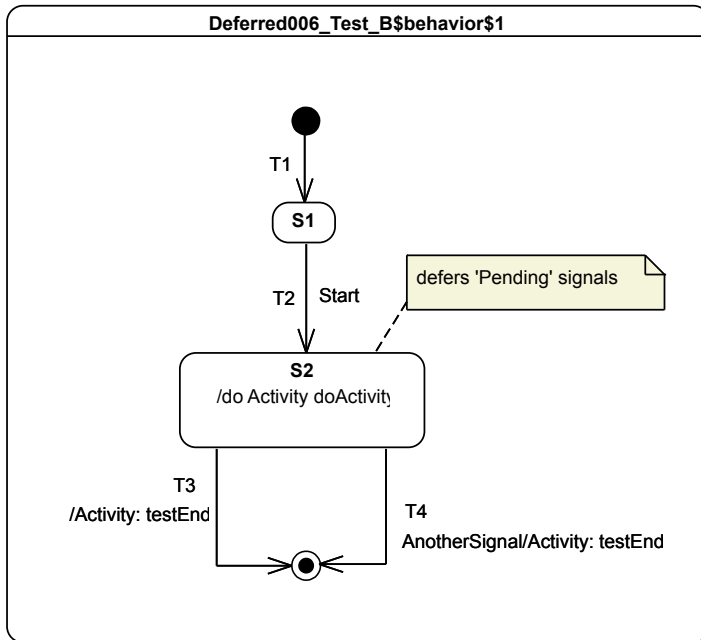 Deferred006_Test_B$behavior$1
T1
S1
defers 'Pending' signals
T2 Start
S2
/do Activity doActivity
T3
/Activity: testEnd
T4
AnotherSignal/Activity: testEnd